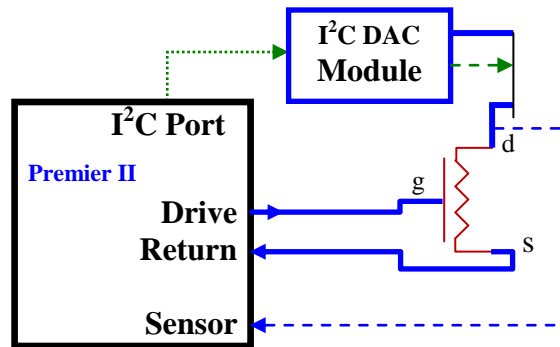 I²C DAC
Module
I²C Port
Premier II
d
g
Drive
Return
s
Sensor